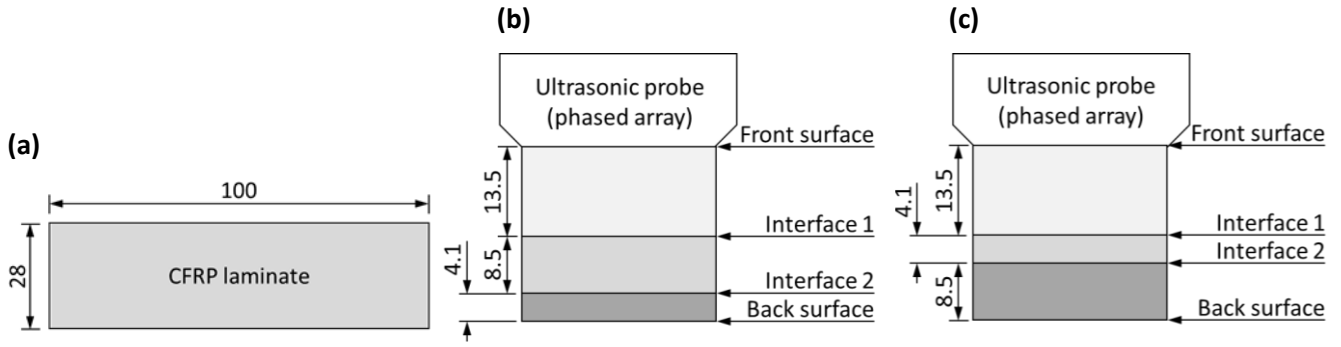 (a)
100
28
CFRP laminate
(b)
Ultrasonic probe
(phased array)
Front surface
13.5
Interface 1
8.5
4.1
Interface 2
Back surface
(c)
Ultrasonic probe
(phased array)
Front surface
13.5
4.1
Interface 1
Interface 2
8.5
Back surface